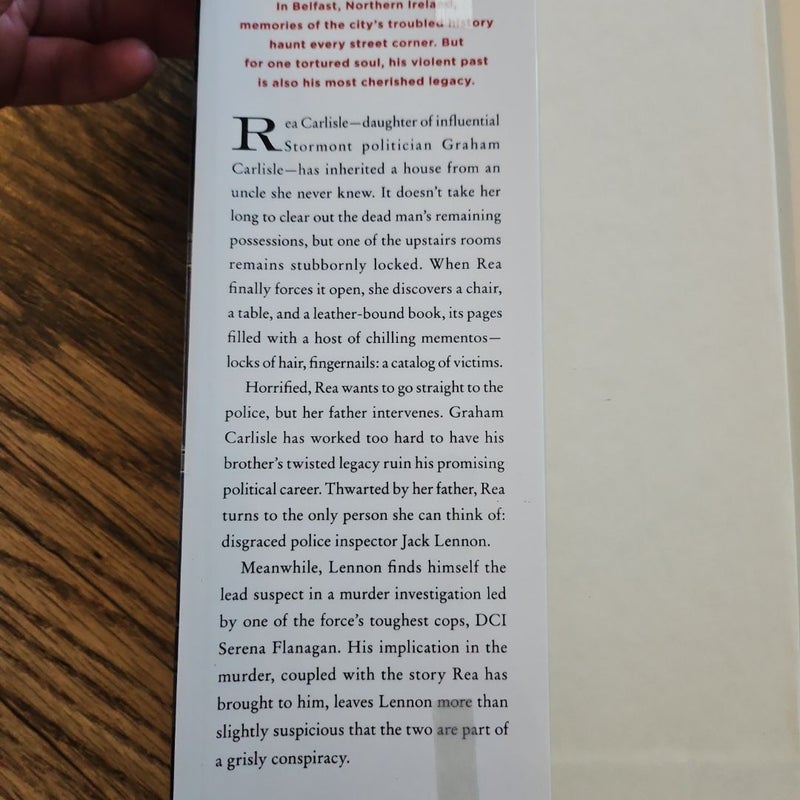 In Belfast, Northern Ireland,
memories of the city's troubled history
haunt every street corner. But
for one tortured soul, his violent past
is also his most cherished legacy.
Rea Carlisle—daughter of influential
Stormont politician Graham
Carlisle—has inherited a house from an
uncle she never knew. It doesn't take her
long to clear out the dead man's remaining
possessions, but one of the upstairs rooms
remains stubbornly locked. When Rea
finally forces it open, she discovers a chair,
a table, and a leather-bound book, its pages
filled with a host of chilling mementos—
locks of hair, fingernails: a catalog of victims.
Horrified, Rea wants to go straight to the
police, but her father intervenes. Graham
Carlisle has worked too hard to have his
brother's twisted legacy ruin his promising
political career. Thwarted by her father, Rea
turns to the only person she can think of:
disgraced police inspector Jack Lennon.
Meanwhile, Lennon finds himself the
lead suspect in a murder investigation led
by one of the force's toughest cops, DCI
Serena Flanagan. His implication in the
murder, coupled with the story Rea has
brought to him, leaves Lennon more than
slightly suspicious that the two are part of
a grisly conspiracy.